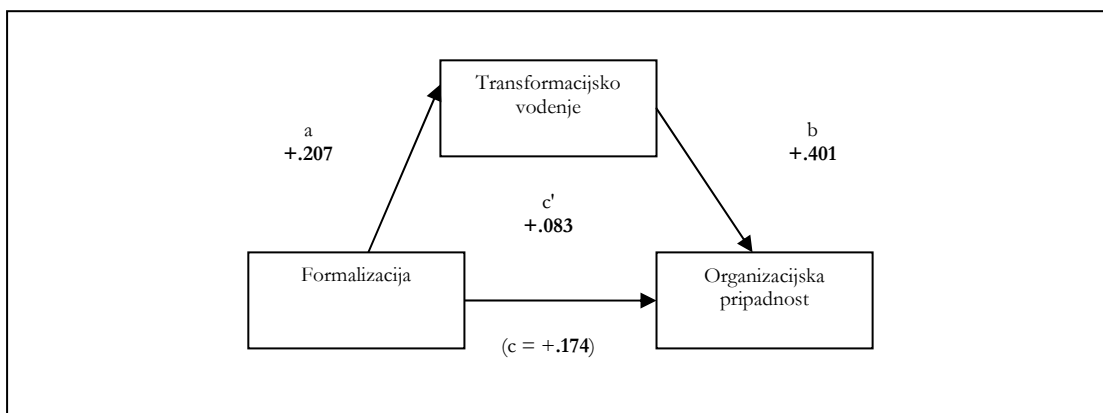 Transformacijsko
vodenje
a
+.207
b
+.401
c'
+.083
Formalizacija
Organizacijska
pripadnost
(c = +.174)